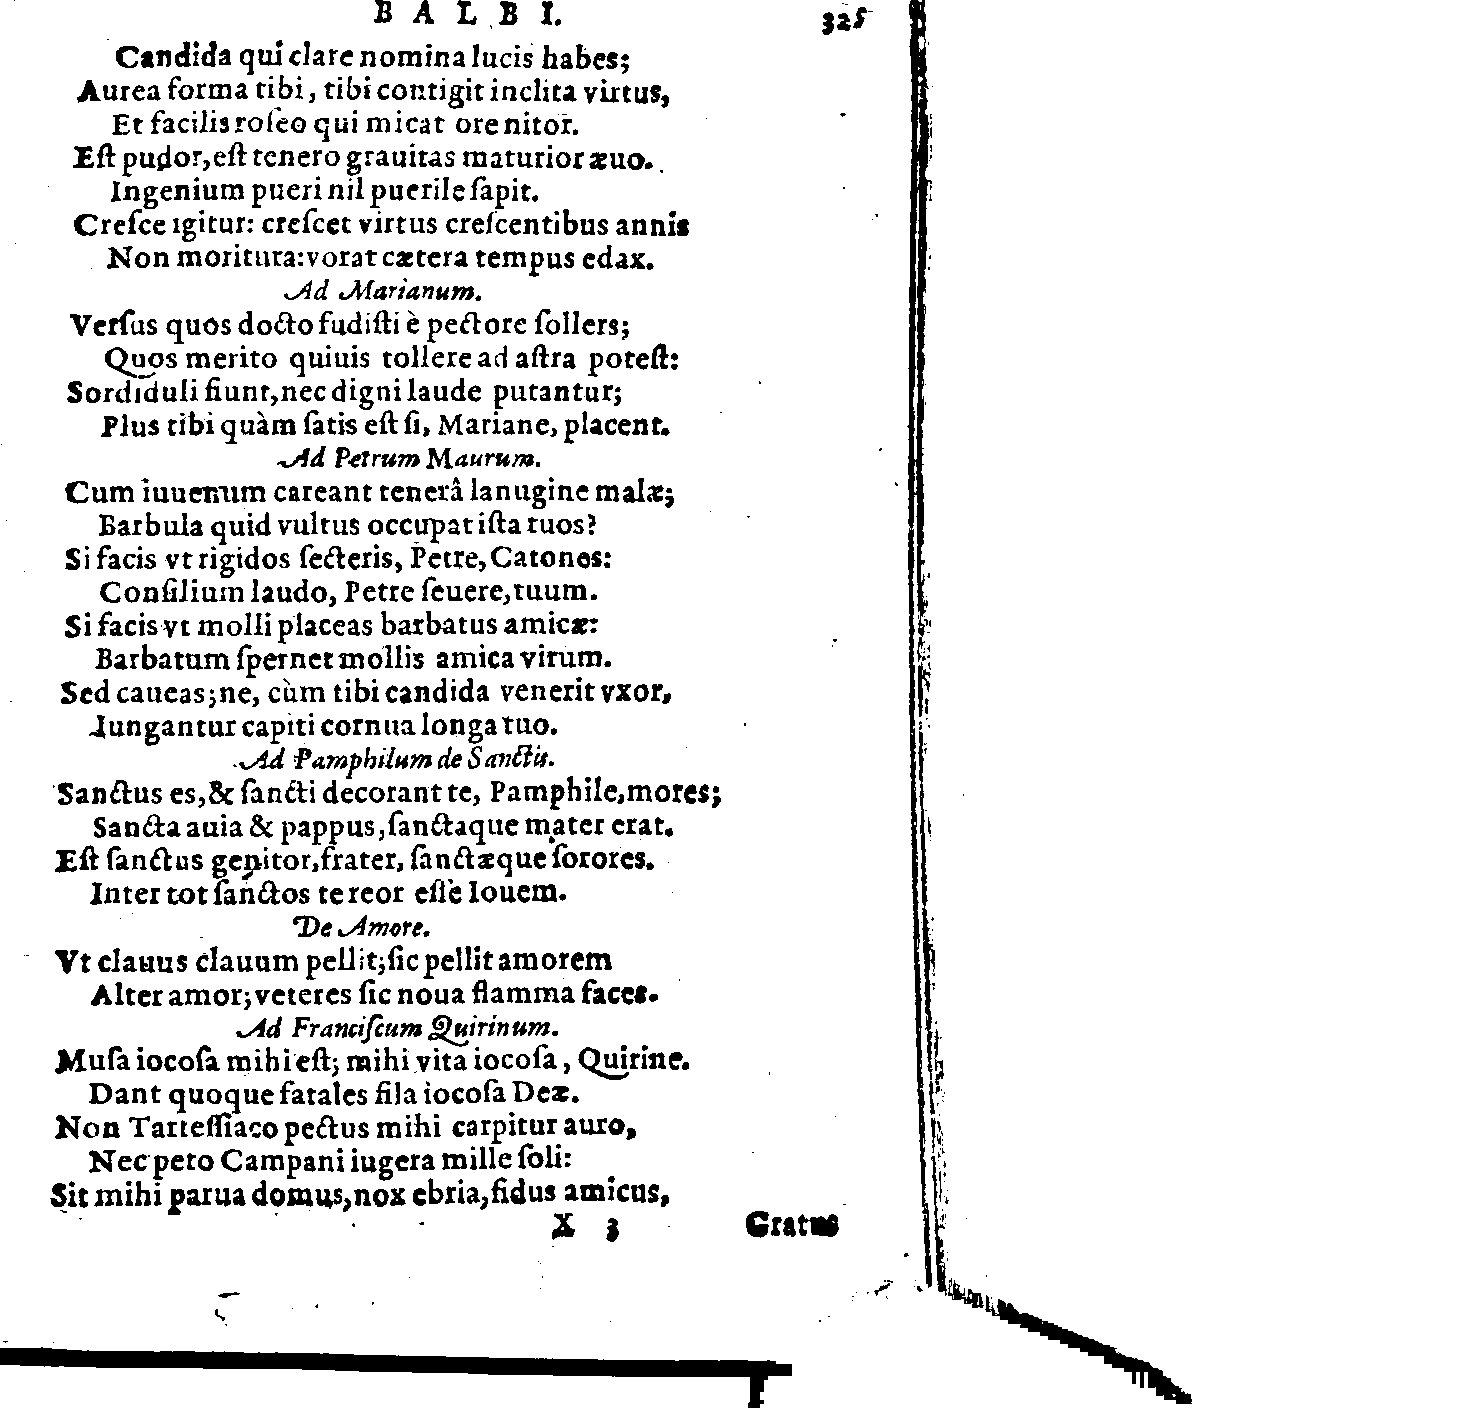 BALBI. 325
Candida qui clare nomina lucis habes;
Aurea forma tibi, tibi contigit inclita virtus,
Et facilis roſeo qui micat ore nitor.
Eſt pudor, eſt tenero grauitas maturior æuo.
Ingenium pueri nil puerile ſapit.
Creſce igitur: creſcet virtus creſcentibus annis
Non moritura: vorat cætera tempus edax.
Ad Marianum.
Verſus quos docto fudiſti è pectore ſollers;
Quos merito quiuis tollere ad aſtra poteſt:
Sordiduli fiunt, nec digni laude putantur;
Plus tibi quàm ſatis eſt ſi, Mariane, placent.
Ad Petrum Maurum.
Cum iuuenum careant tenerâ lanugine malæ;
Barbula quid vultus occupat iſta tuos?
Si facis vt rigidos ſecteris, Petre, Catones:
Conſilium laudo, Petre ſeuere, tuum.
Si facis vt molli placeas barbatus amicæ:
Barbatum ſpernet mollis amica virum.
Sed caueas; ne, cùm tibi candida venerit vxor,
Iungantur capiti cornua longa tuo.
Ad Pamphilum de Sanctis.
Sanctus es, & ſancti decorant te, Pamphile, mores;
Sancta auia & pappus, ſanctaque mater erat.
Eſt ſanctus genitor, frater, ſanctæque ſorores.
Inter tot ſanctos te reor eſſe Iouem.
De Amore.
Vt clauus clauum pellit; ſic pellit amorem
Alter amor; veteres ſic noua flamma faces.
Ad Franciſcum Quirinum.
Muſa iocoſa mihi eſt; mihi vita iocoſa, Quirine.
Dant quoque fatales fila iocoſa Deæ.
Non Tarteſſiaco pectus mihi carpitur auro,
Nec peto Campani iugera mille ſoli:
Sit mihi parua domus, nox ebria, fidus amicus,
X 3 Gratus